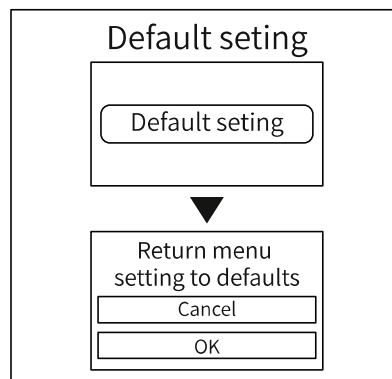 Default seting
Default seting
Return menu
setting to defaults
Cancel
OK